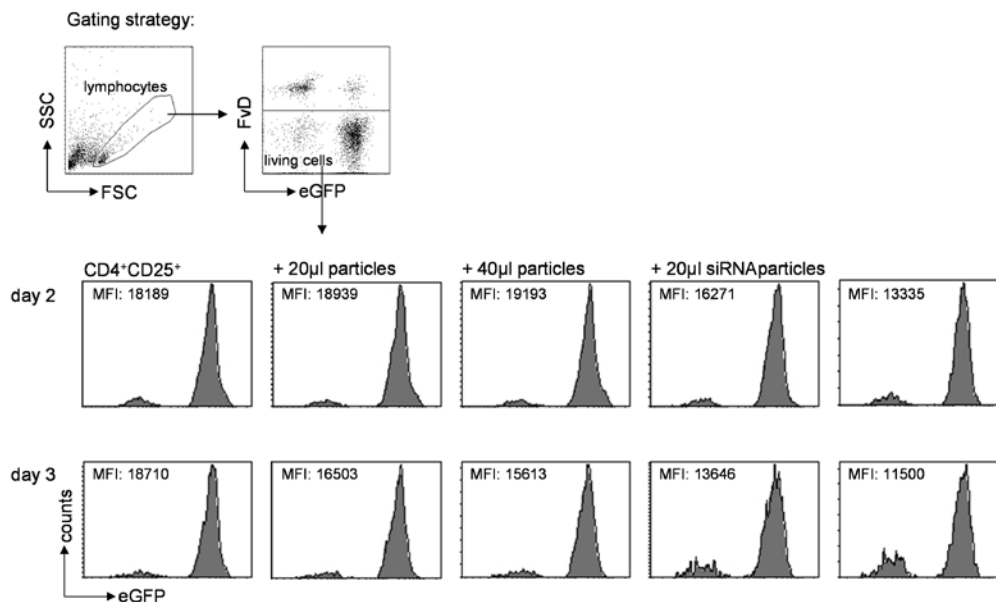 Gating strategy:
SSC
lymphocytes
FSC
FvD
living cells
eGFP
CD4⁺CD25⁺
+ 20µl particles
+ 40µl particles
+ 20µl siRNAparticles
day 2
MFI: 18189
MFI: 18939
MFI: 19193
MFI: 16271
MFI: 13335
day 3
MFI: 18710
MFI: 16503
MFI: 15613
MFI: 13646
MFI: 11500
counts
eGFP